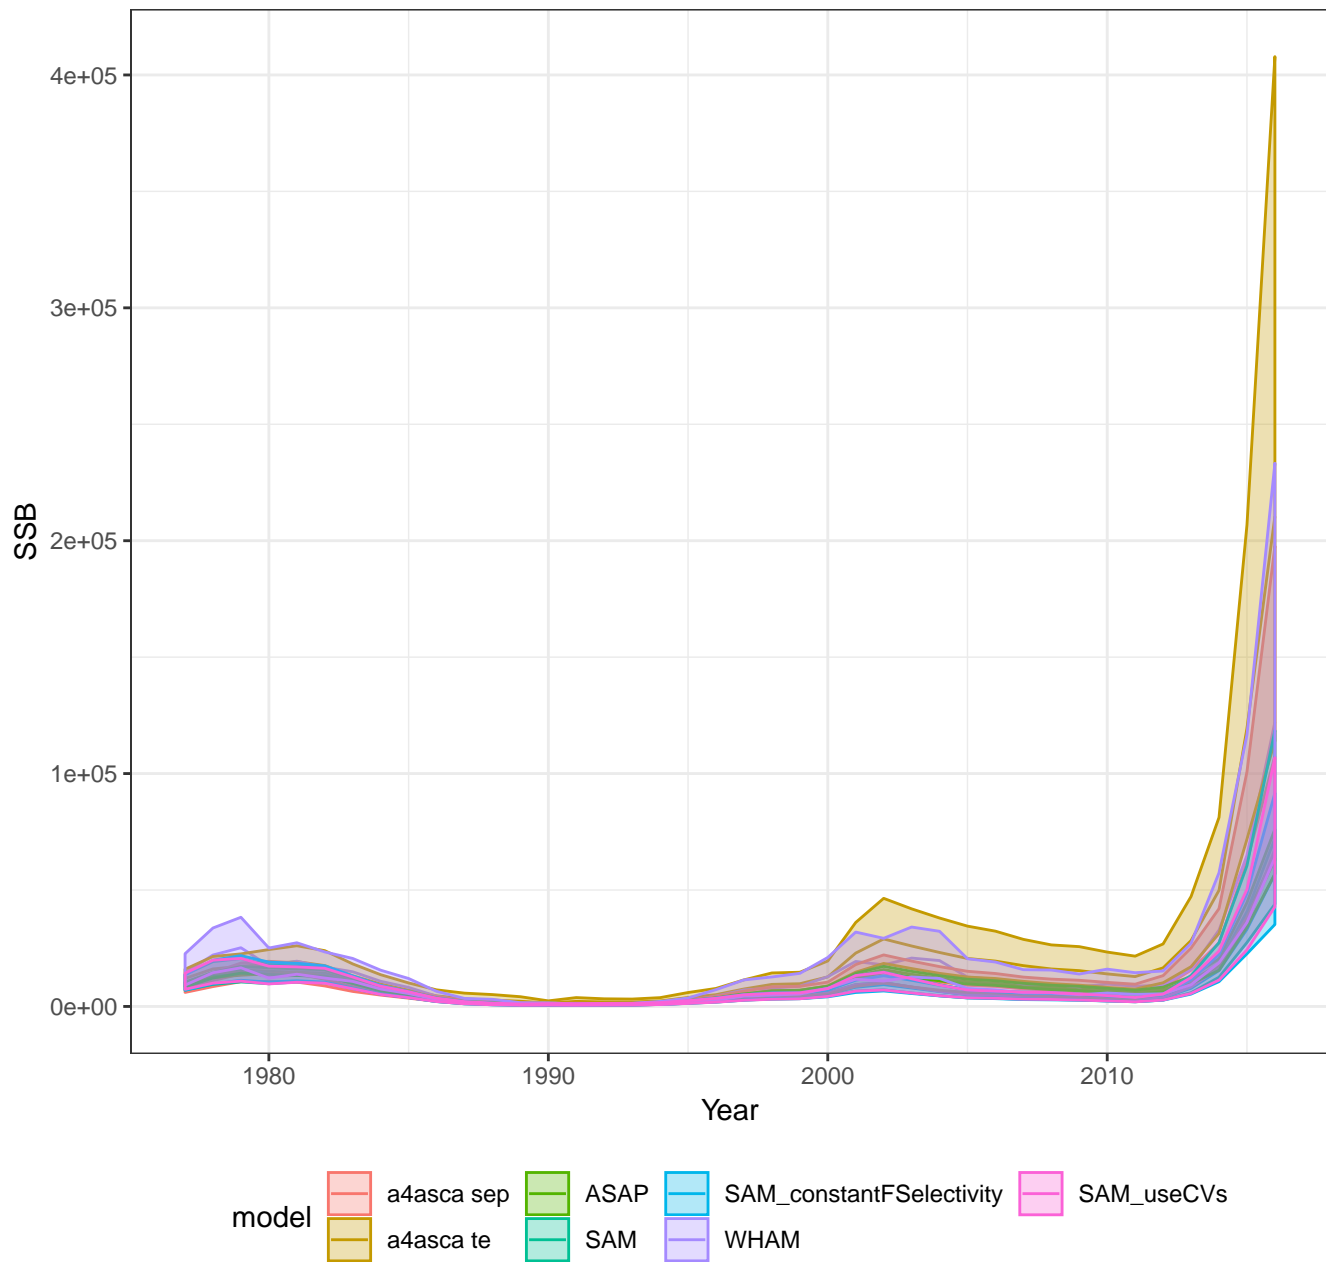 4e+05
3e+05
2e+05
1e+05
0e+00
SSB
1980 1990 2000 2010
Year
model
a4asca sep ASAP SAM_constantFSelectivity SAM_useCVs
a4asca te SAM WHAM